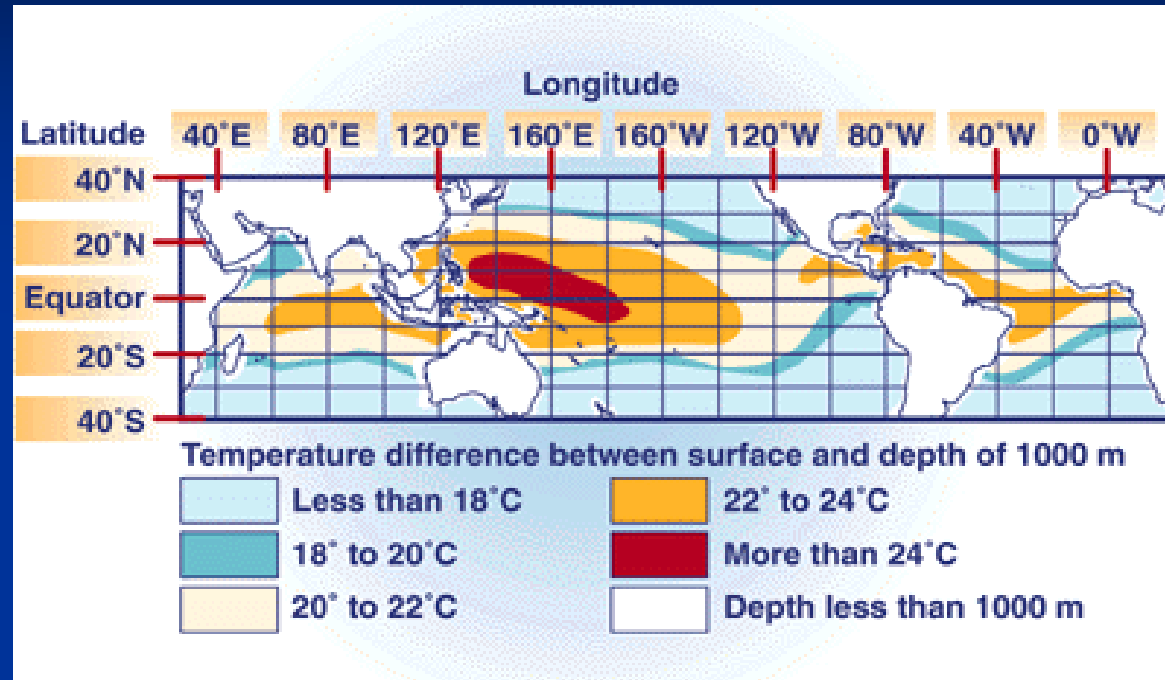 Longitude
Latitude 40°E 80°E 120°E 160°E 160°W 120°W 80°W 40°W 0°W
40°N
20°N
Equator
20°S
40°S
Temperature difference between surface and depth of 1000 m
Less than 18°C 22° to 24°C
18° to 20°C More than 24°C
20° to 22°C Depth less than 1000 m